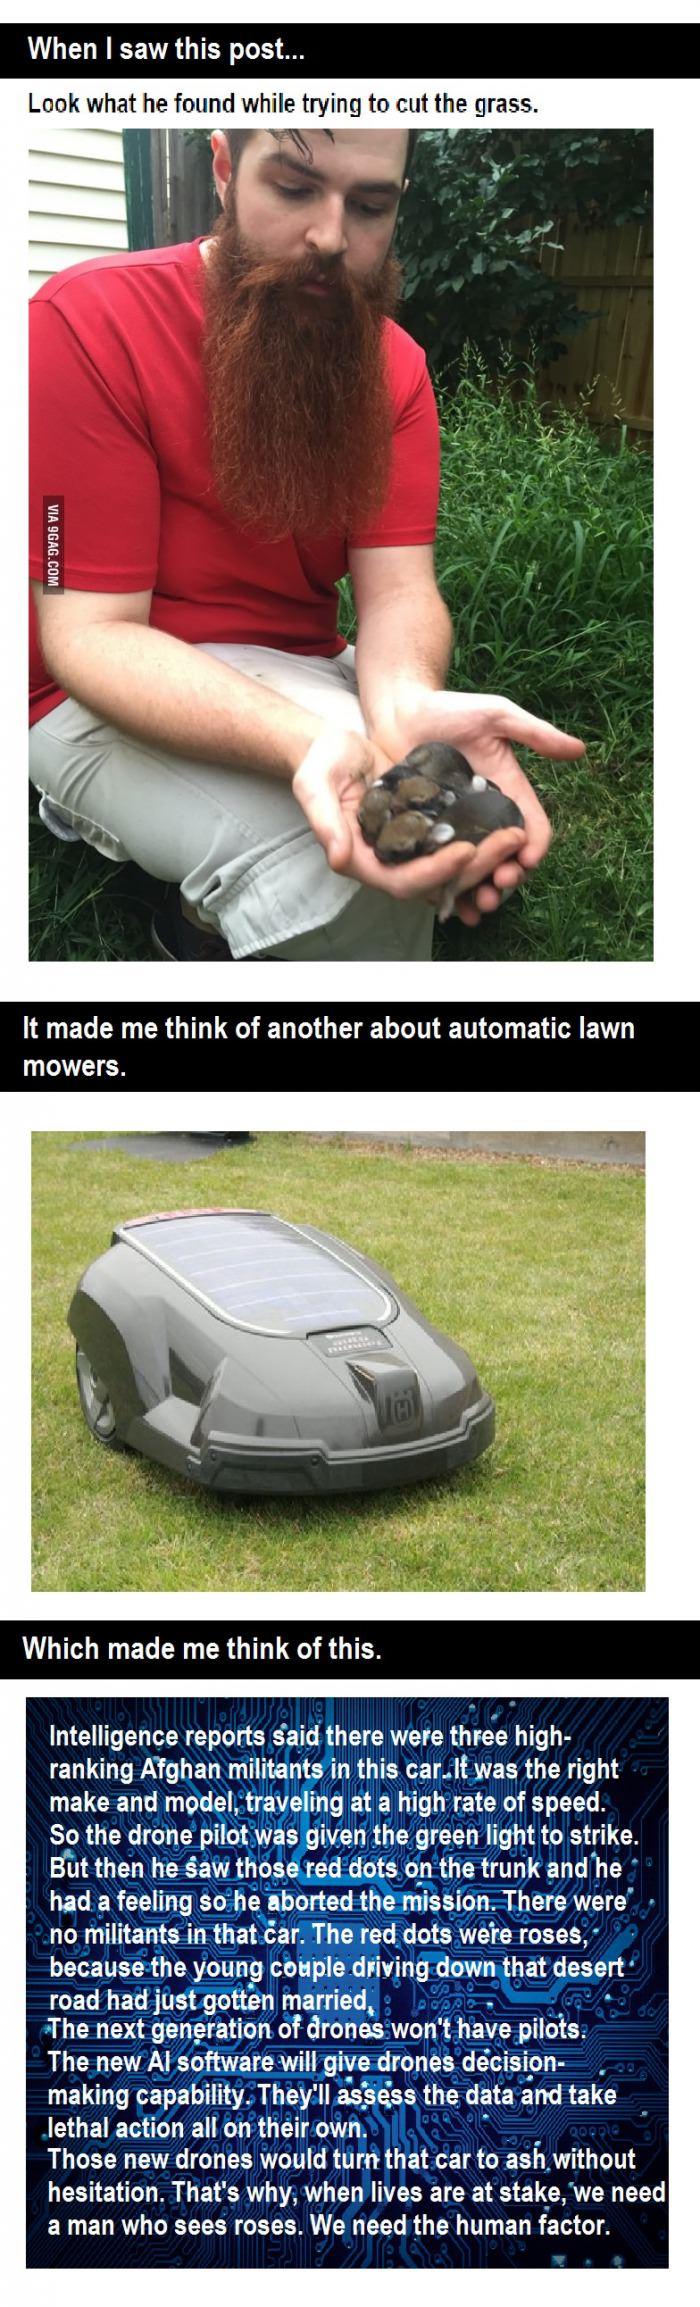 When I saw this post...
Look what he found while trying to cut the grass.
VIA 9GAG.COM
It made me think of another about automatic lawn
mowers.
Which made me think of this.
Intelligence reports said there were three high-
ranking Afghan militants in this car. It was the right
make and model, traveling at a high rate of speed.
So the drone pilot was given the green light to strike.
But then he saw those red dots on the trunk and he
had a feeling so he aborted the mission. There were
no militants in that car. The red dots were roses,
because the young couple driving down that desert
road had just gotten married.
The next generation of drones won't have pilots.
The new AI software will give drones decision-
making capability. They'll assess the data and take
lethal action all on their own.
Those new drones would turn that car to ash without
hesitation. That's why, when lives are at stake, we need
a man who sees roses. We need the human factor.